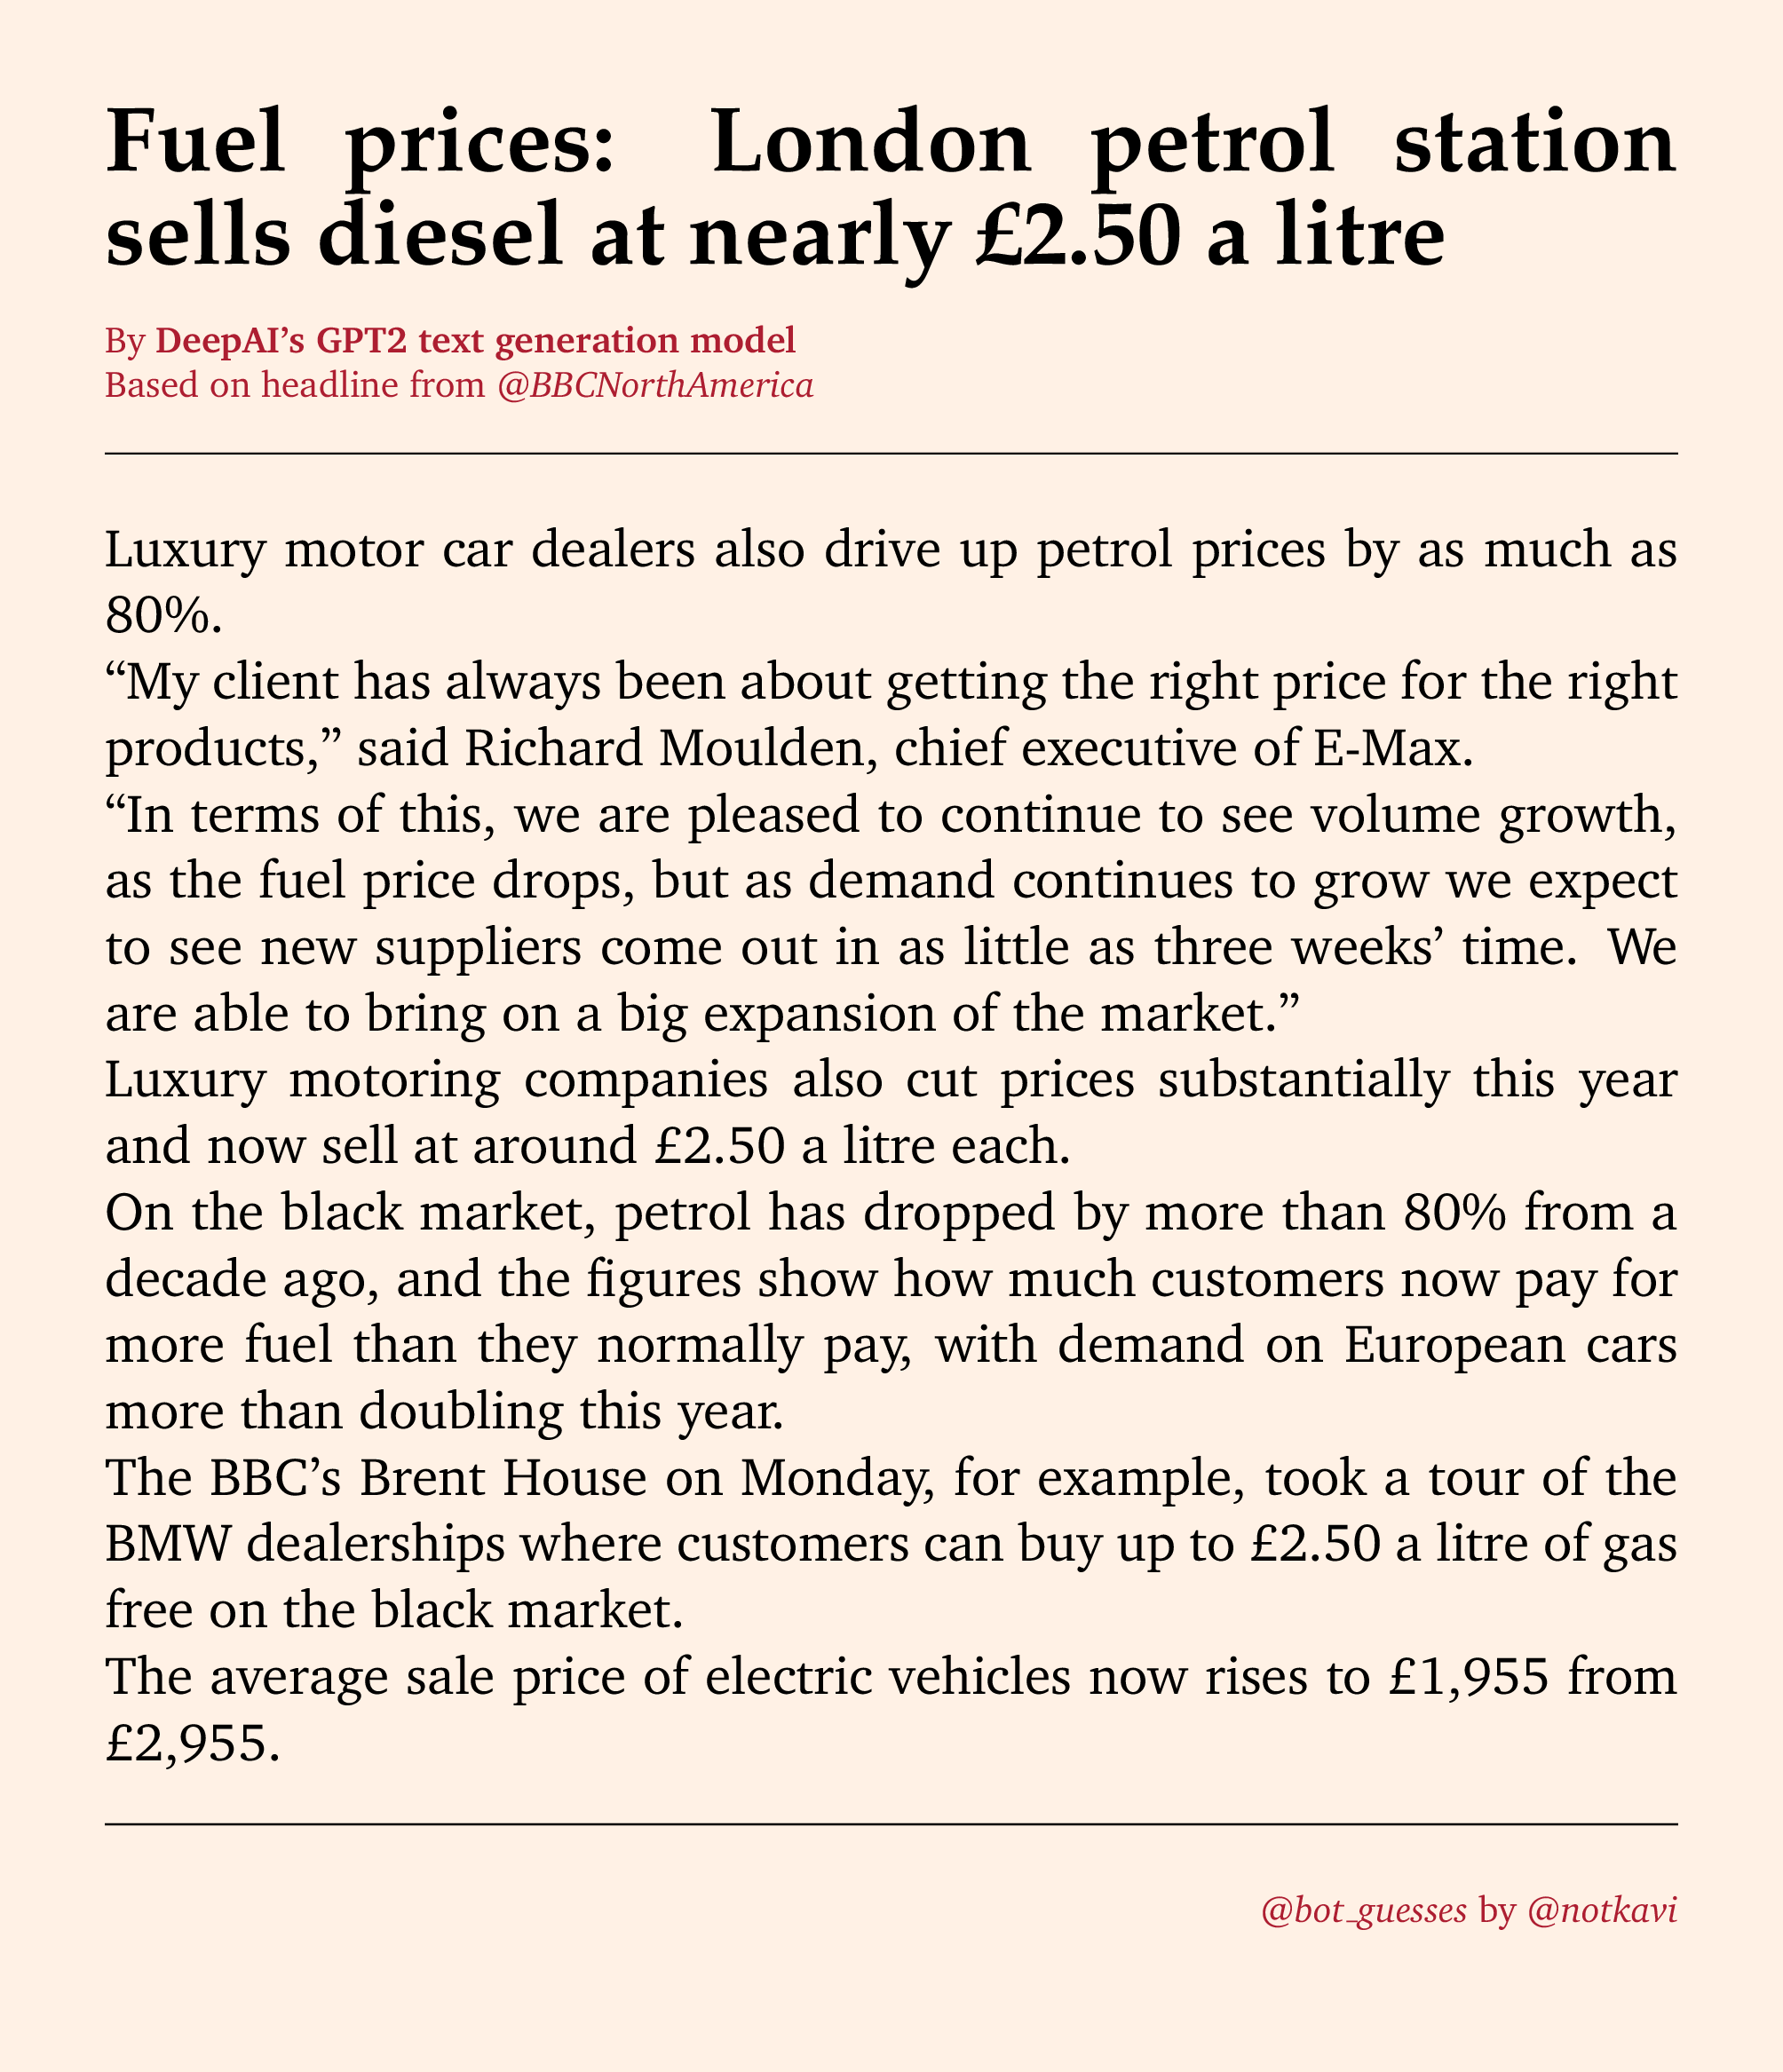 Fuel prices: London petrol station
sells diesel at nearly £2.50 a litre
By DeepAI’s GPT2 text generation model
Based on headline from @BBCNorthAmerica
Luxury motor car dealers also drive up petrol prices by as much as
80%.
“My client has always been about getting the right price for the right
products,” said Richard Moulden, chief executive of E-Max.
“In terms of this, we are pleased to continue to see volume growth,
as the fuel price drops, but as demand continues to grow we expect
to see new suppliers come out in as little as three weeks’ time. We
are able to bring on a big expansion of the market.”
Luxury motoring companies also cut prices substantially this year
and now sell at around £2.50 a litre each.
On the black market, petrol has dropped by more than 80% from a
decade ago, and the figures show how much customers now pay for
more fuel than they normally pay, with demand on European cars
more than doubling this year.
The BBC’s Brent House on Monday, for example, took a tour of the
BMW dealerships where customers can buy up to £2.50 a litre of gas
free on the black market.
The average sale price of electric vehicles now rises to £1,955 from
£2,955.
@bot_guesses by @notkavi